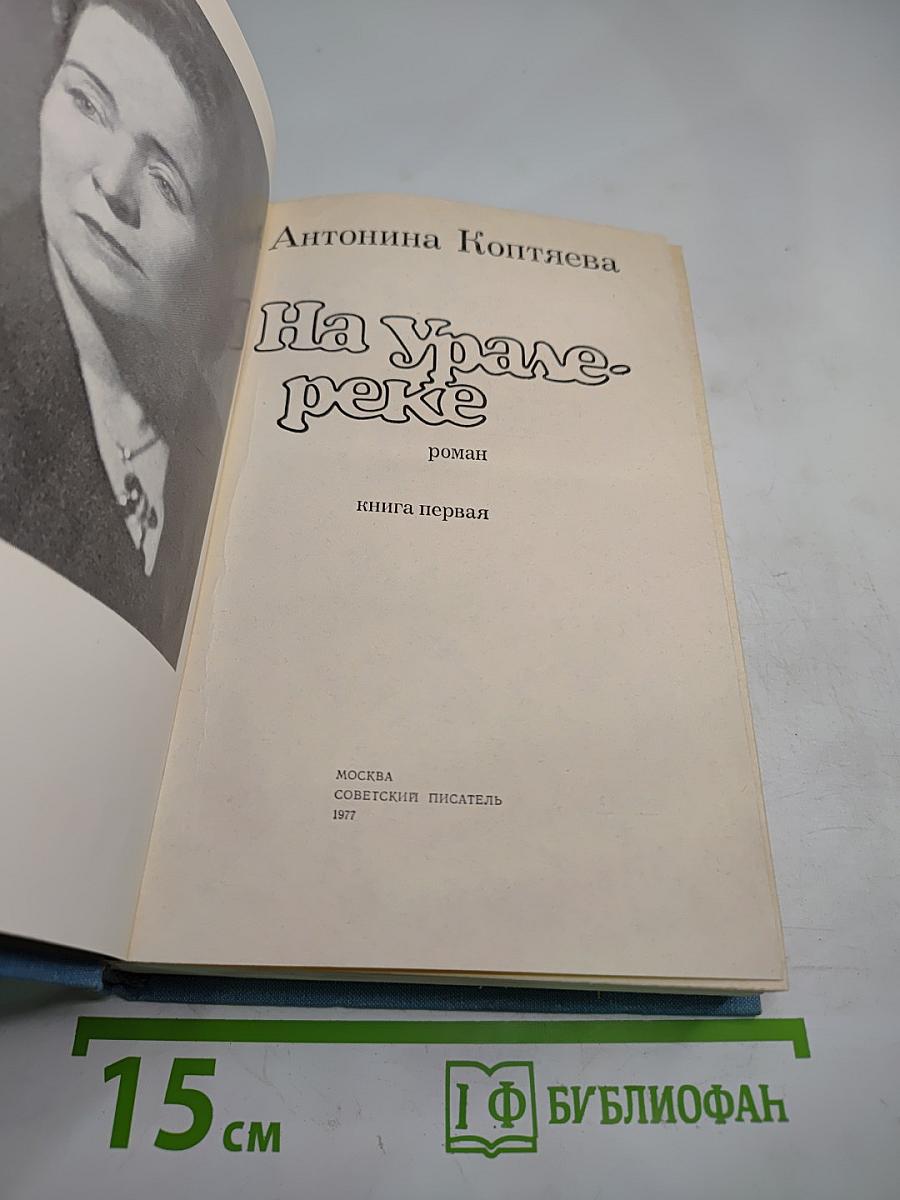 Антонина Коптяева
На Урале-
реке
роман
книга первая
МОСКВА
СОВЕТСКИЙ ПИСАТЕЛЬ
1977
15 см
БИБЛИОФАН